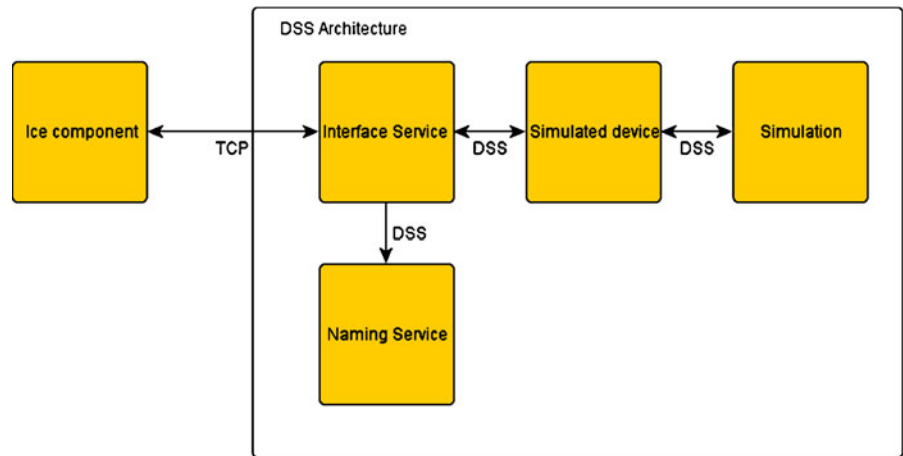 DSS Architecture
Ice component
TCP
Interface Service
DSS
Simulated device
DSS
Simulation
DSS
Naming Service